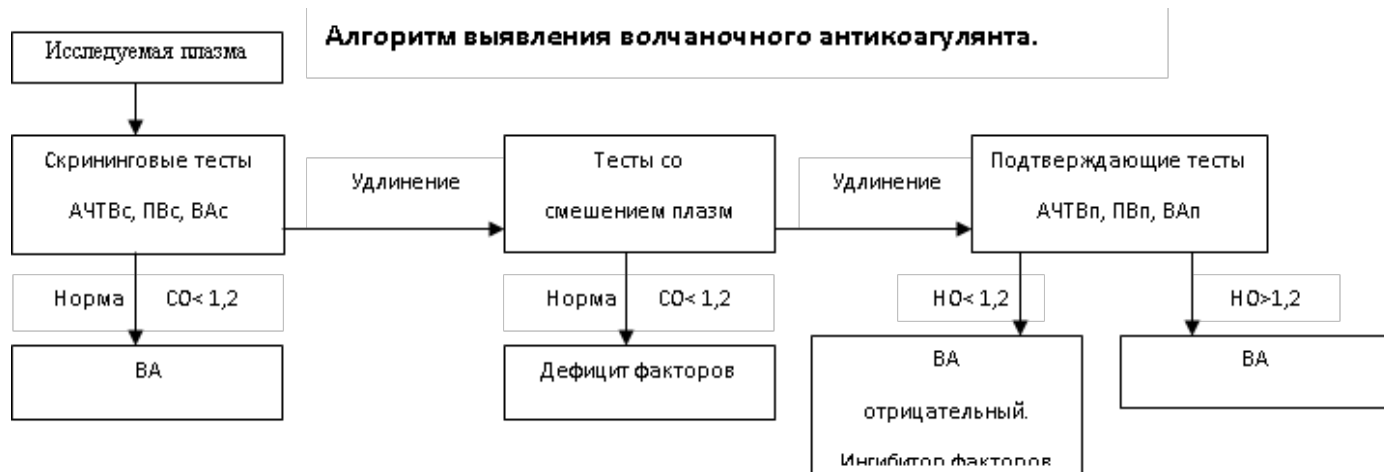 Алгоритм выявления волчаночного антикоагулянта.
Исследуемая плазма
Скрининговые тесты
АЧТВс, ПВс, ВАс
Удлинение
Тесты со
смешением плазм
Удлинение
Подтверждающие тесты
АЧТВп, ПВп, ВАп
Норма СО< 1,2
Норма СО< 1,2
НО< 1,2
НО>1,2
ВА
Дефицит факторов
ВА
отрицательный.
Ингибитор факторов
ВА